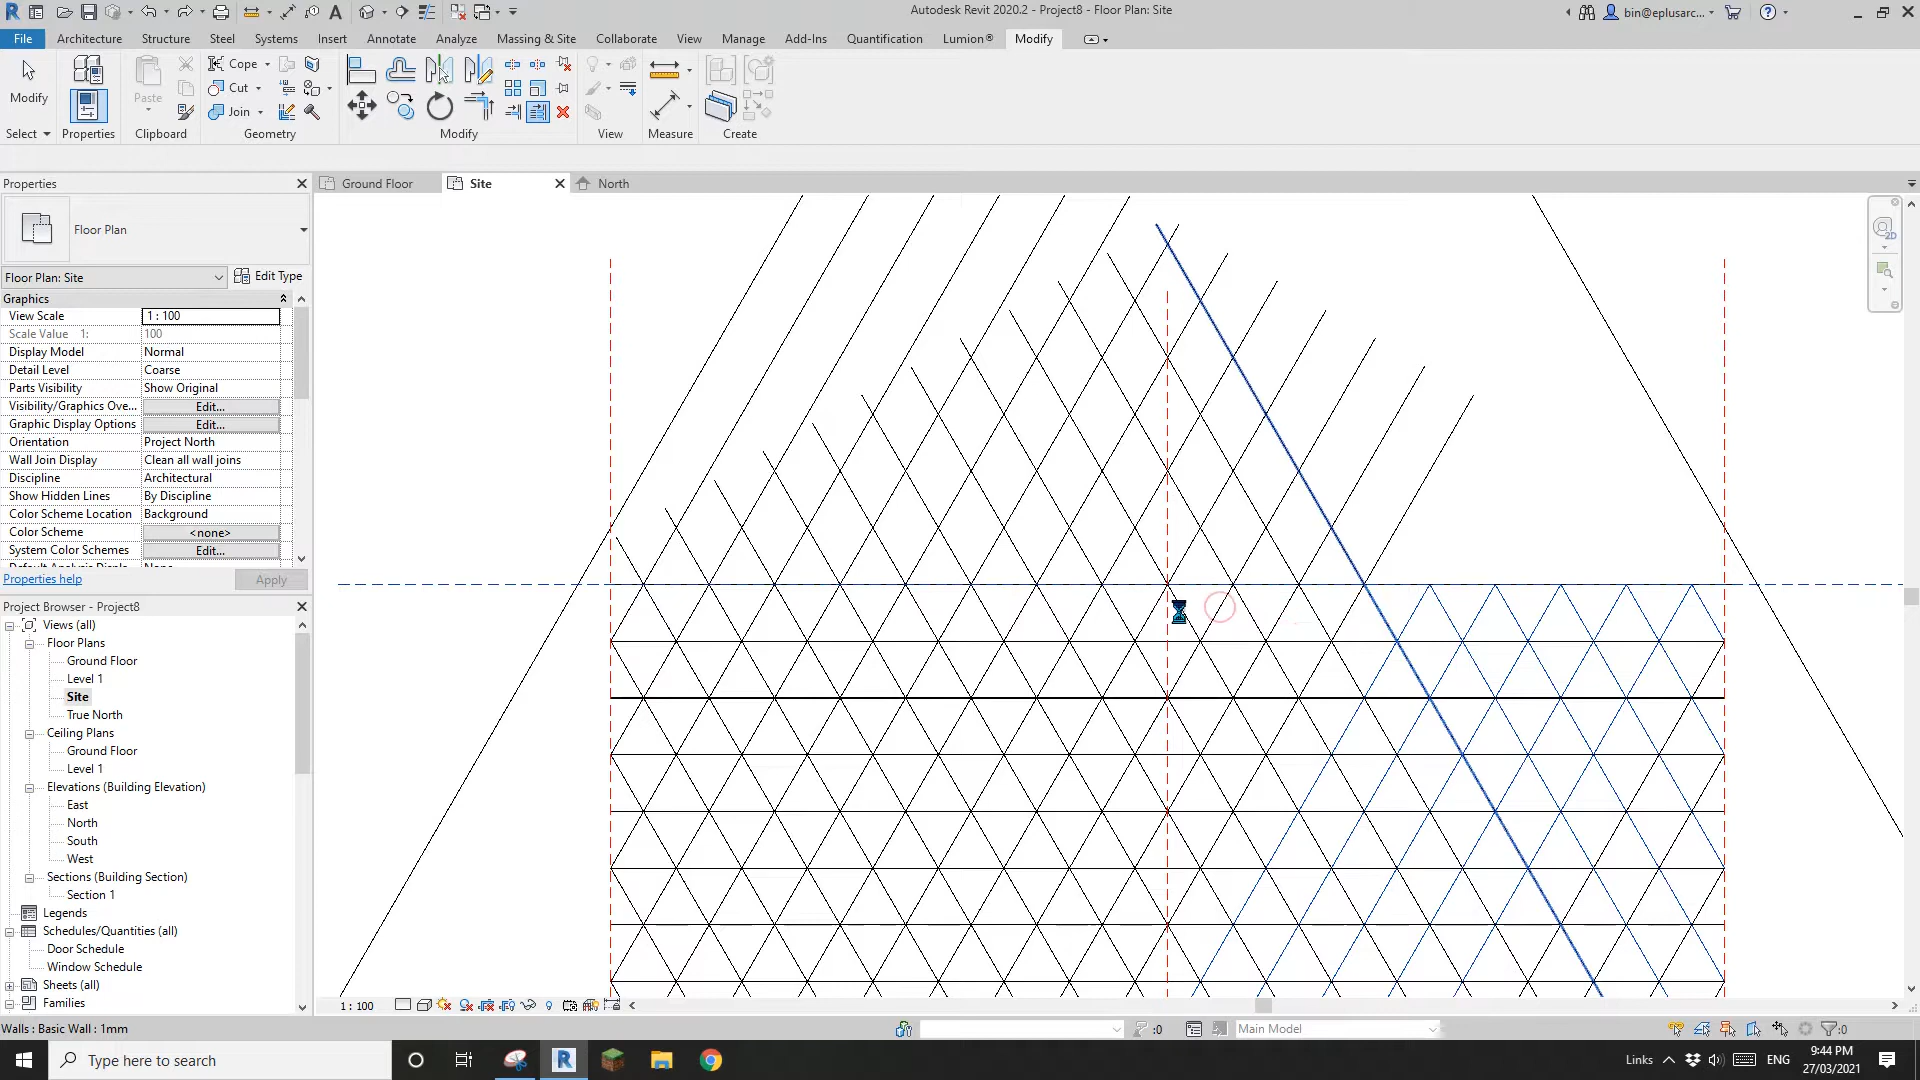 Autodesk Revit 2020.2 - Project8 - Floor Plan: Site
bin@eplusarc...
File Architecture Structure Steel Systems Insert Annotate Analyze Massing & Site Collaborate View Manage Add-Ins Quantification Lumion® Modify
Modify
Paste
Cope
Cut
Join
Select Properties Clipboard Geometry Modify View Measure Create
Properties
Ground Floor Site North
Floor Plan
Floor Plan: Site Edit Type
Graphics
View Scale 1 : 100
Scale Value 1: 100
Display Model Normal
Detail Level Coarse
Parts Visibility Show Original
Visibility/Graphics Ove... Edit...
Graphic Display Options Edit...
Orientation Project North
Wall Join Display Clean all wall joins
Discipline Architectural
Show Hidden Lines By Discipline
Color Scheme Location Background
Color Scheme <none>
System Color Schemes Edit...
Properties help Apply
Project Browser - Project8
Views (all)
Floor Plans
Ground Floor
Level 1
Site
True North
Ceiling Plans
Ground Floor
Level 1
Elevations (Building Elevation)
East
North
South
West
Sections (Building Section)
Section 1
Legends
Schedules/Quantities (all)
Door Schedule
Window Schedule
Sheets (all)
Families
1 : 100
Walls : Basic Wall : 1mm
:0
Main Model
:0
Type here to search
Links
ENG
9:44 PM
27/03/2021